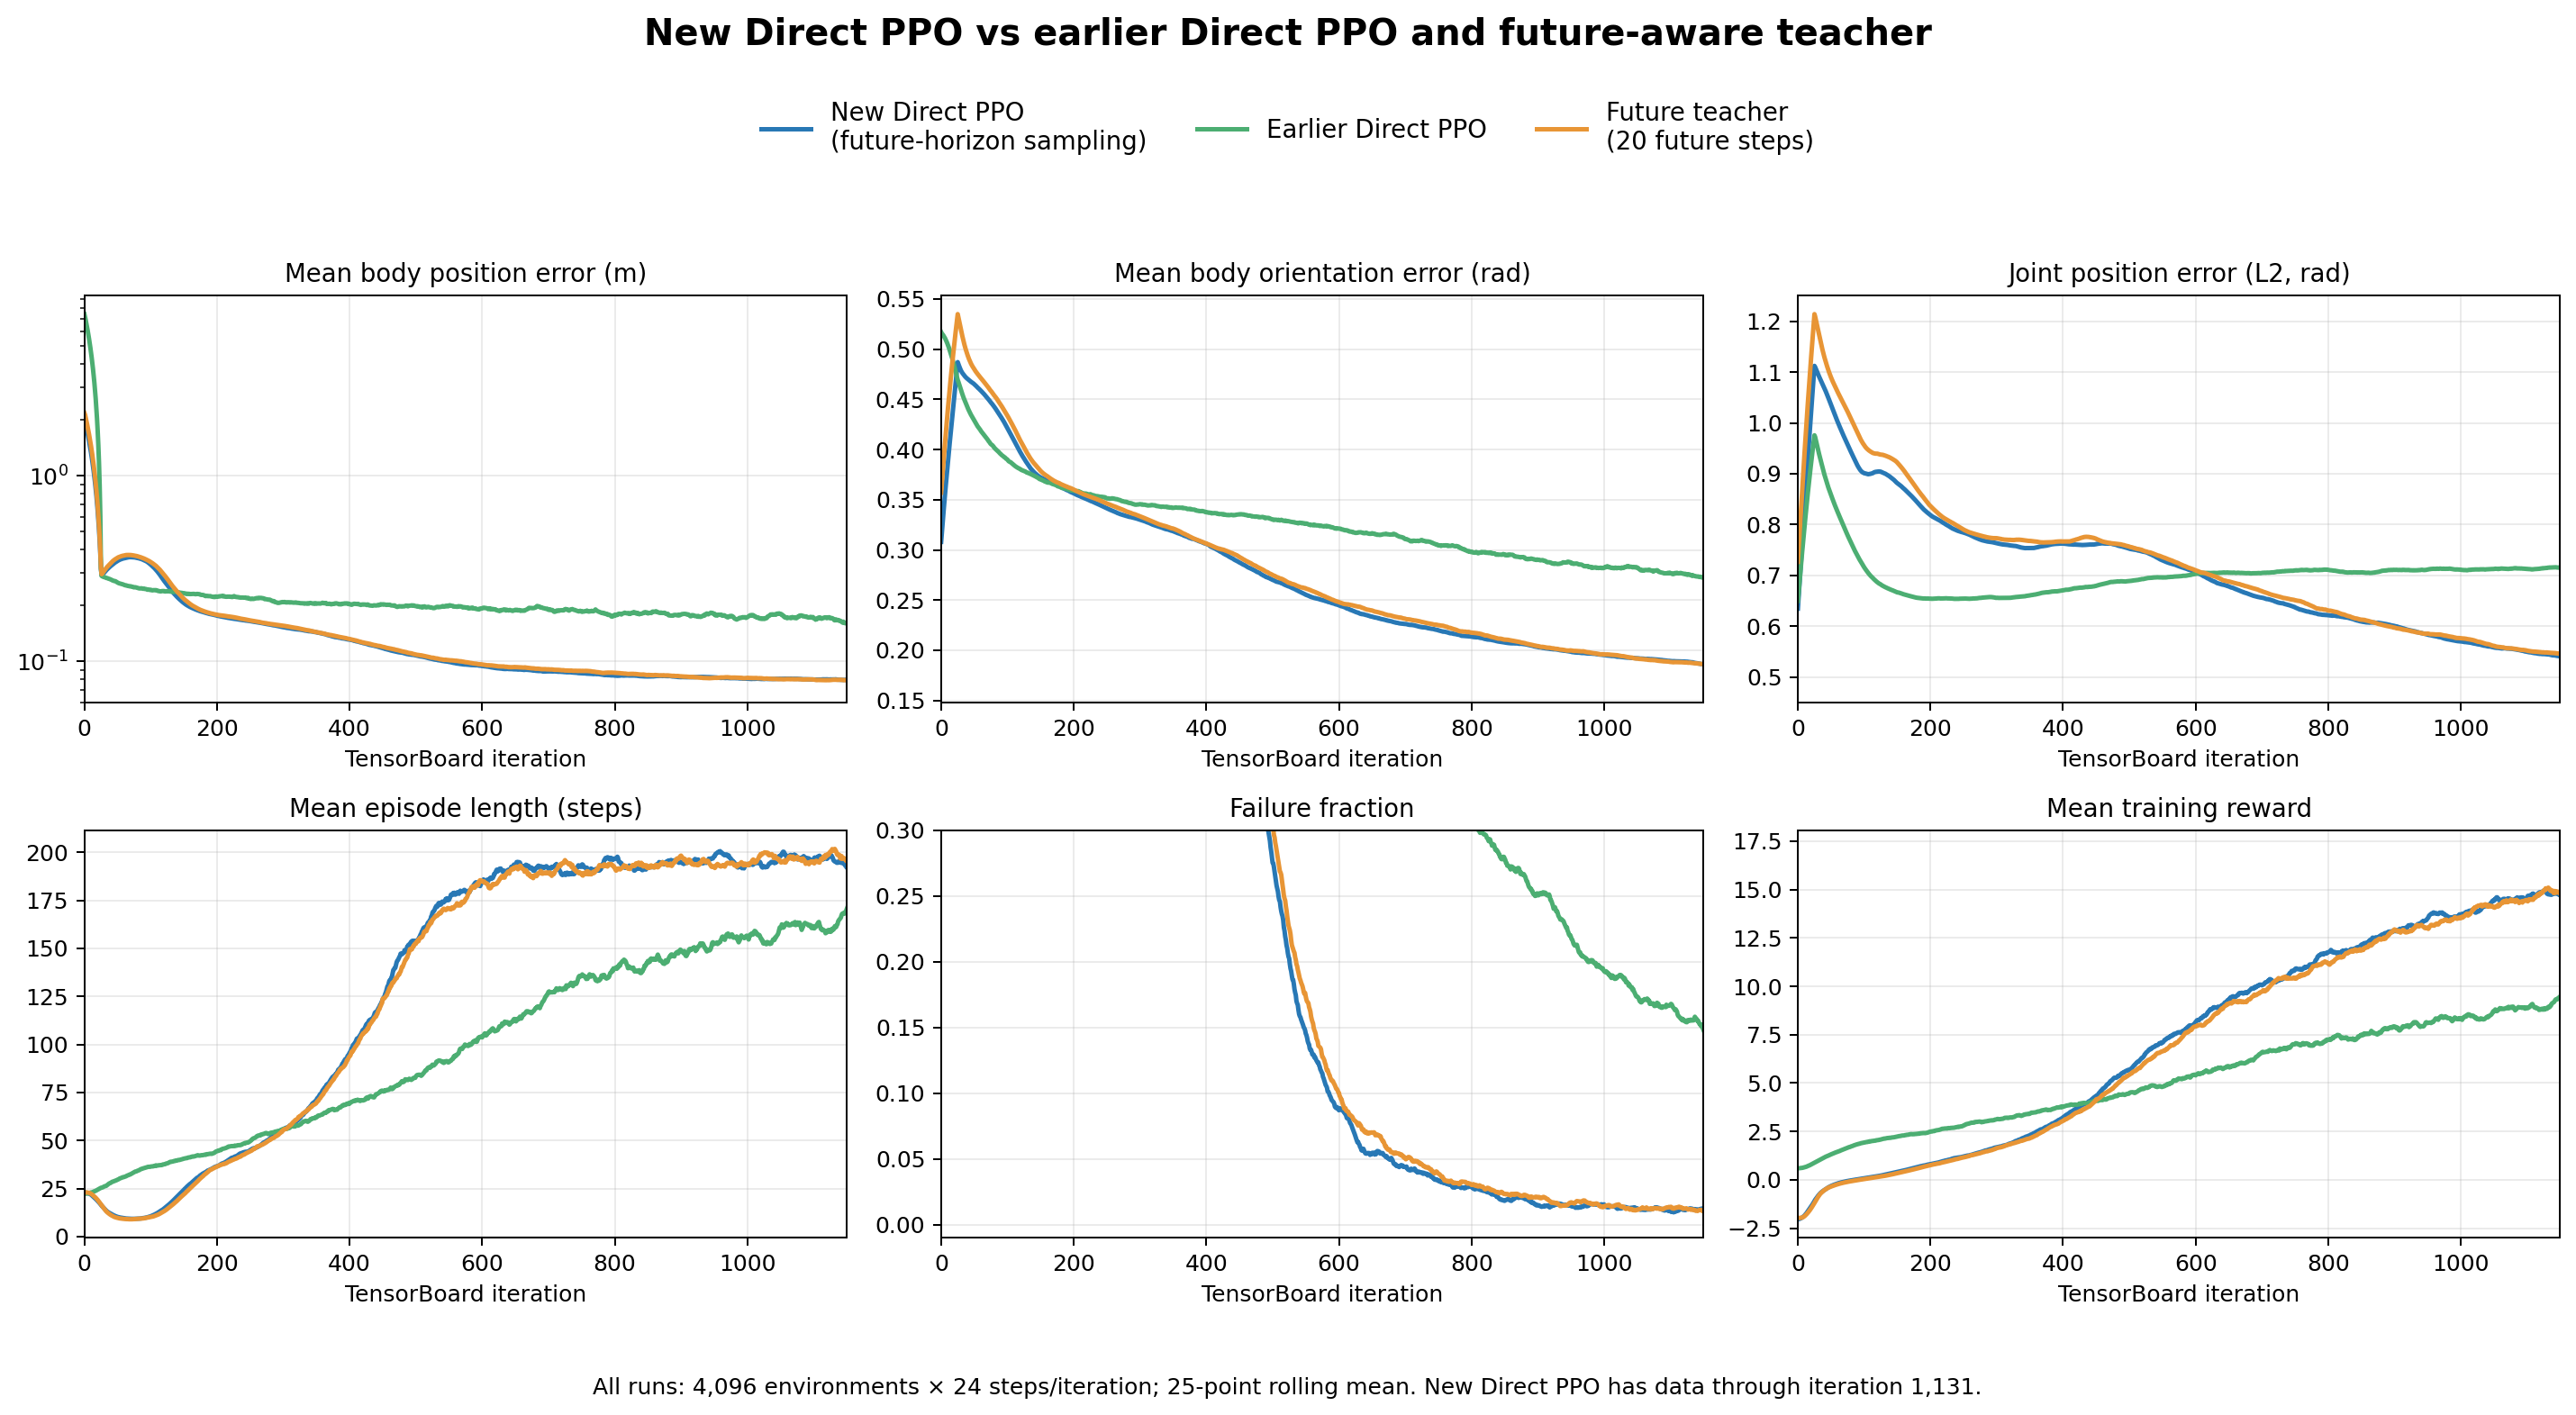 New Direct PPO vs earlier Direct PPO and future-aware teacher
New Direct PPO
(future-horizon sampling)
Earlier Direct PPO
Future teacher
(20 future steps)
Mean body position error (m)
10⁰
10⁻¹
0 200 400 600 800 1000
TensorBoard iteration
Mean body orientation error (rad)
0.55
0.50
0.45
0.40
0.35
0.30
0.25
0.20
0.15
0 200 400 600 800 1000
TensorBoard iteration
Joint position error (L2, rad)
1.2
1.1
1.0
0.9
0.8
0.7
0.6
0.5
0 200 400 600 800 1000
TensorBoard iteration
Mean episode length (steps)
200
175
150
125
100
75
50
25
0
0 200 400 600 800 1000
TensorBoard iteration
Failure fraction
0.30
0.25
0.20
0.15
0.10
0.05
0.00
0 200 400 600 800 1000
TensorBoard iteration
Mean training reward
17.5
15.0
12.5
10.0
7.5
5.0
2.5
0.0
−2.5
0 200 400 600 800 1000
TensorBoard iteration
All runs: 4,096 environments × 24 steps/iteration; 25-point rolling mean. New Direct PPO has data through iteration 1,131.